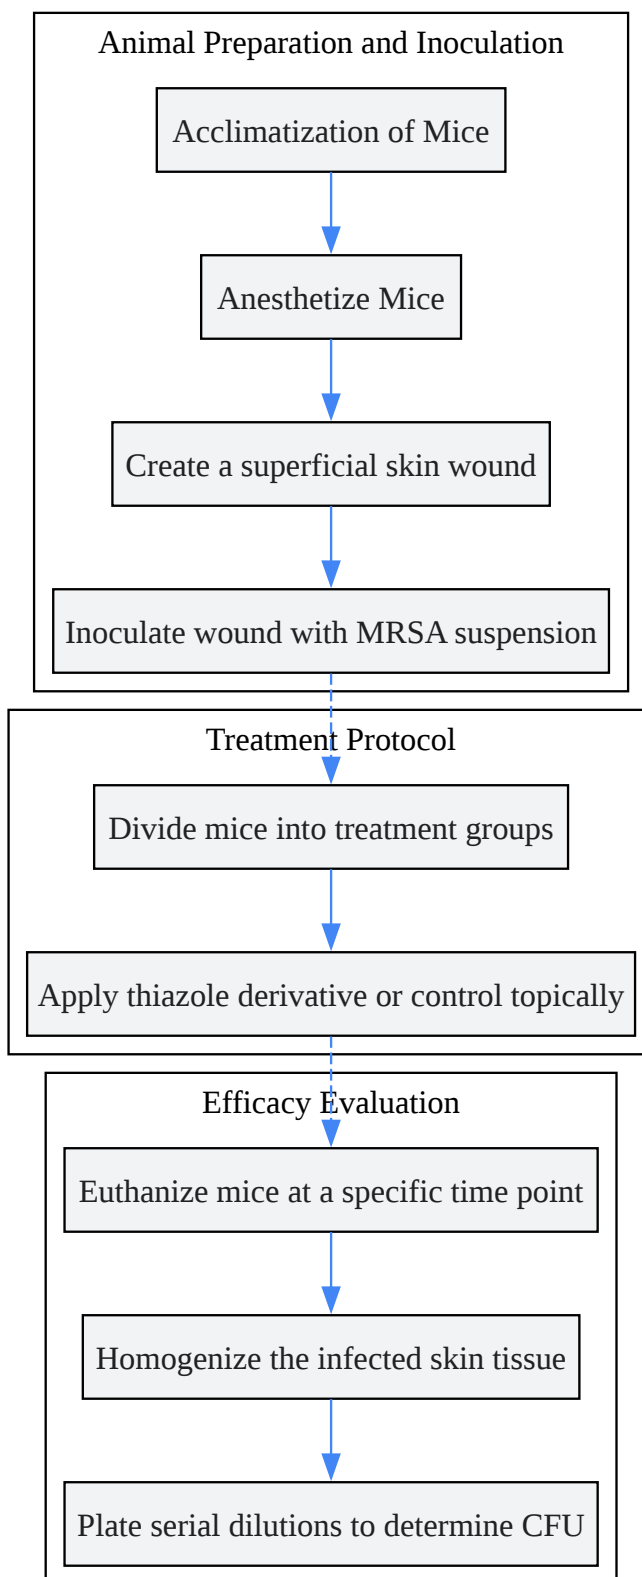 Animal Preparation and Inoculation
Acclimatization of Mice
Anesthetize Mice
Create a superficial skin wound
Inoculate wound with MRSA suspension
Treatment Protocol
Divide mice into treatment groups
Apply thiazole derivative or control topically
Efficacy Evaluation
Euthanize mice at a specific time point
Homogenize the infected skin tissue
Plate serial dilutions to determine CFU